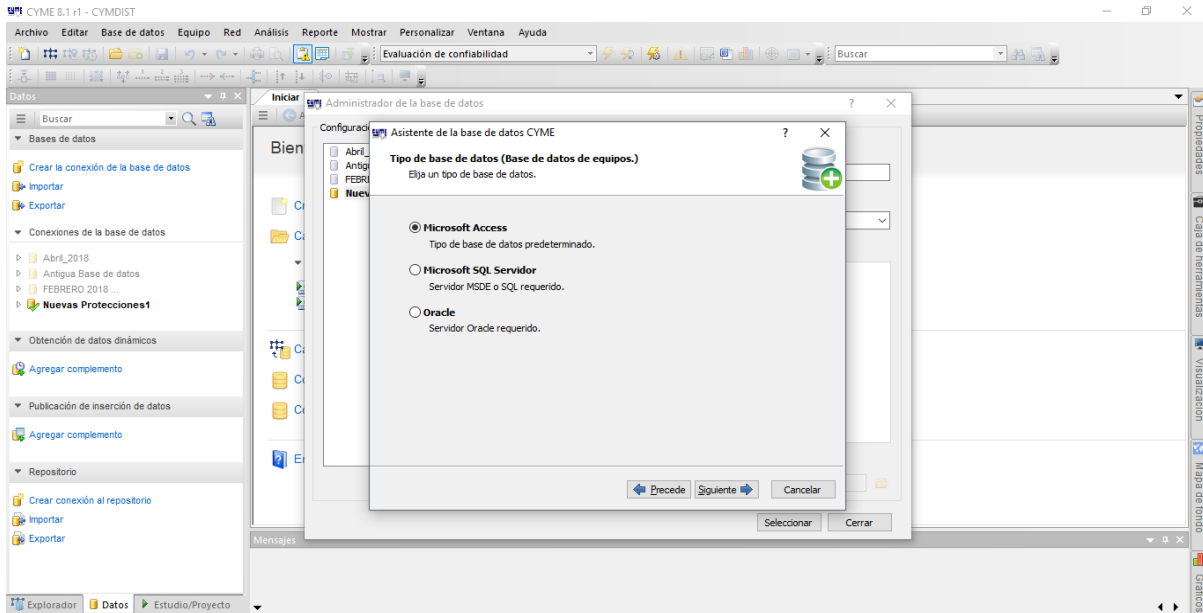 CYME 8.1 r1 - CYMDIST
Archivo Editar Base de datos Equipo Red Análisis Reporte Mostrar Personalizar Ventana Ayuda
Evaluación de confiabilidad
Buscar
Datos
Buscar
Bases de datos
Crear la conexión de la base de datos
Importar
Exportar
Conexiones de la base de datos
Abril_2018
Antigua Base de datos
FEBRERO 2018 ...
Nuevas Protecciones1
Obtención de datos dinámicos
Agregar complemento
Publicación de inserción de datos
Agregar complemento
Repositorio
Crear conexión al repositorio
Importar
Exportar
Explorador Datos Estudio/Proyecto
Iniciar
Bien
Administrador de la base de datos
Configuraci
Abril_
Antig
FEBR
Nuev
Asistente de la base de datos CYME
Tipo de base de datos (Base de datos de equipos.)
Elija un tipo de base de datos.
Microsoft Access
Tipo de base de datos predeterminado.
Microsoft SQL Servidor
Servidor MSDE o SQL requerido.
Oracle
Servidor Oracle requerido.
Precede Siguiente Cancelar
Seleccionar Cerrar
Mensajes
Propiedades
Caja de herramientas
Visualización
Mapa de fondo
Gráficos